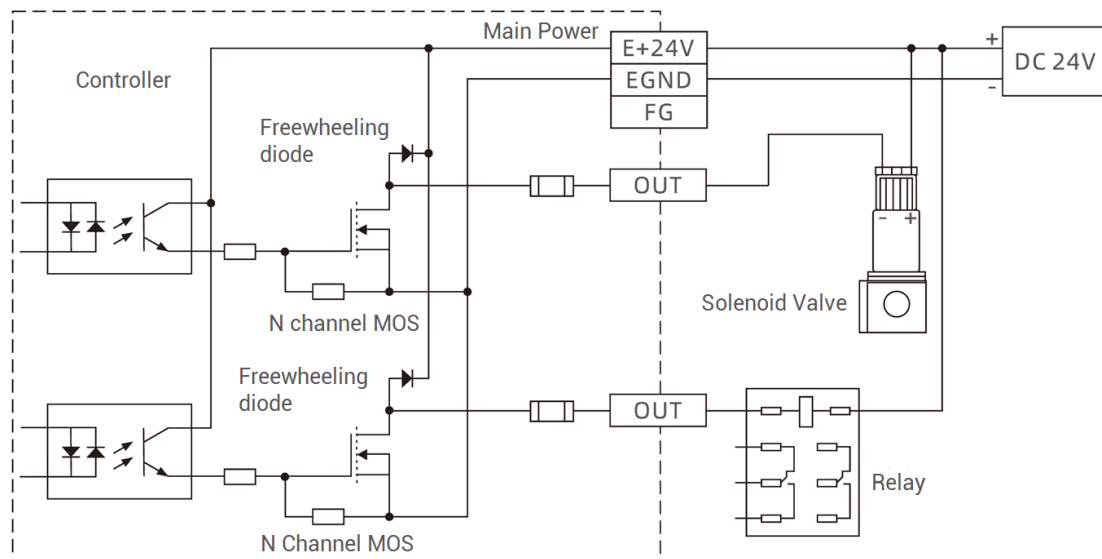 Main Power
E+24V
+
DC 24V
Controller
EGND
-
FG
Freewheeling
diode
OUT
- +
Solenoid Valve
N channel MOS
Freewheeling
diode
OUT
Relay
N Channel MOS